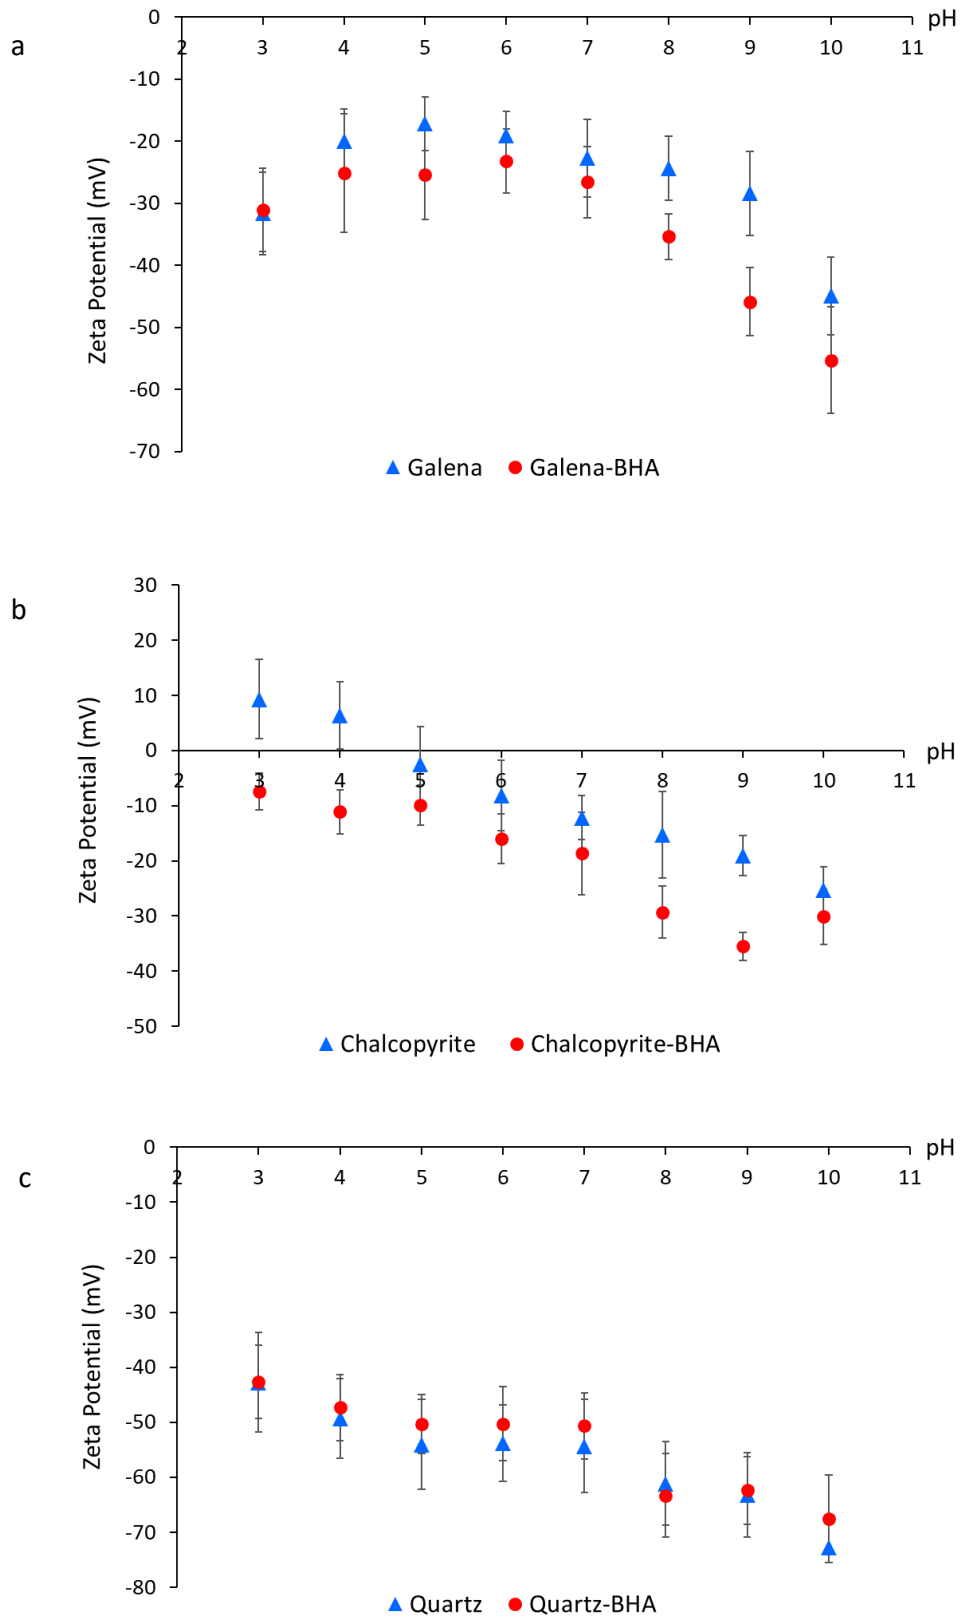 a
0
pH
2 3 4 5 6 7 8 9 10 11
-10
-20
-30
-40
-50
-60
-70
Zeta Potential (mV)
Galena Galena-BHA
b
30
20
10
0
pH
2 3 4 5 6 7 8 9 10 11
-10
-20
-30
-40
-50
Zeta Potential (mV)
Chalcopyrite Chalcopyrite-BHA
c
0
pH
2 3 4 5 6 7 8 9 10 11
-10
-20
-30
-40
-50
-60
-70
-80
Zeta Potential (mV)
Quartz Quartz-BHA